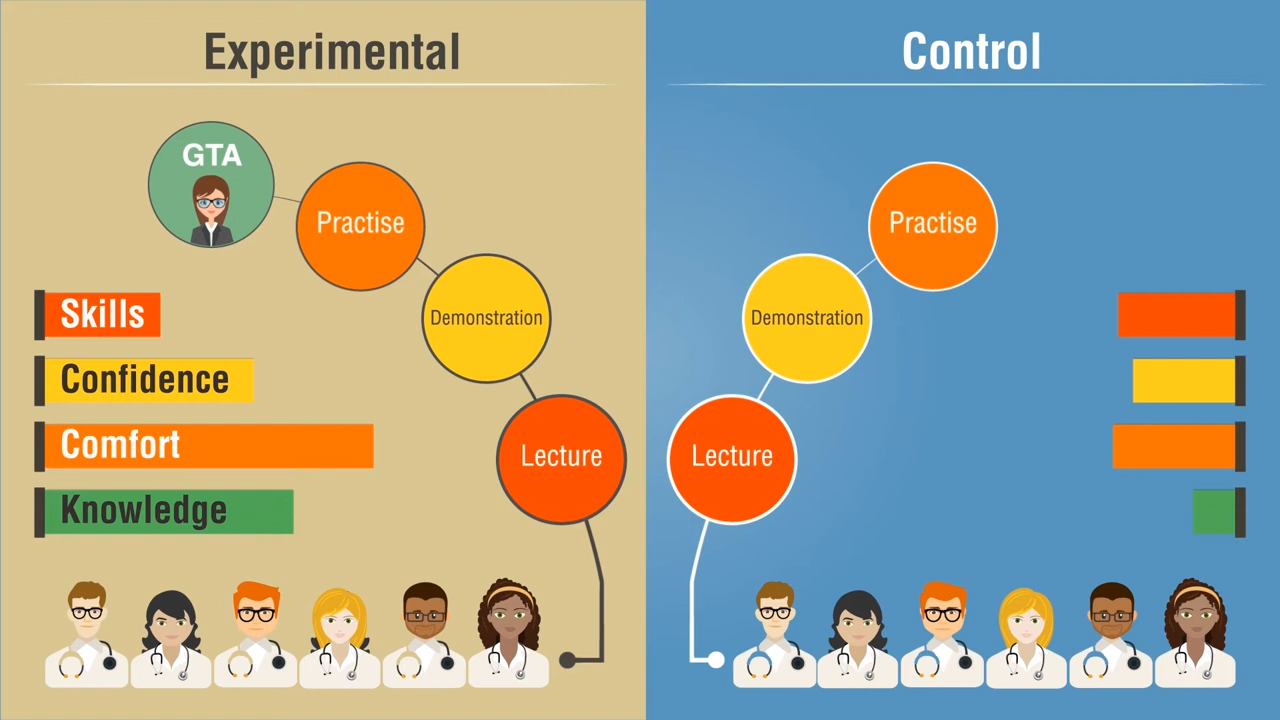 Experimental
GTA
Practise
Demonstration
Lecture
Skills
Confidence
Comfort
Knowledge
Control
Practise
Demonstration
Lecture